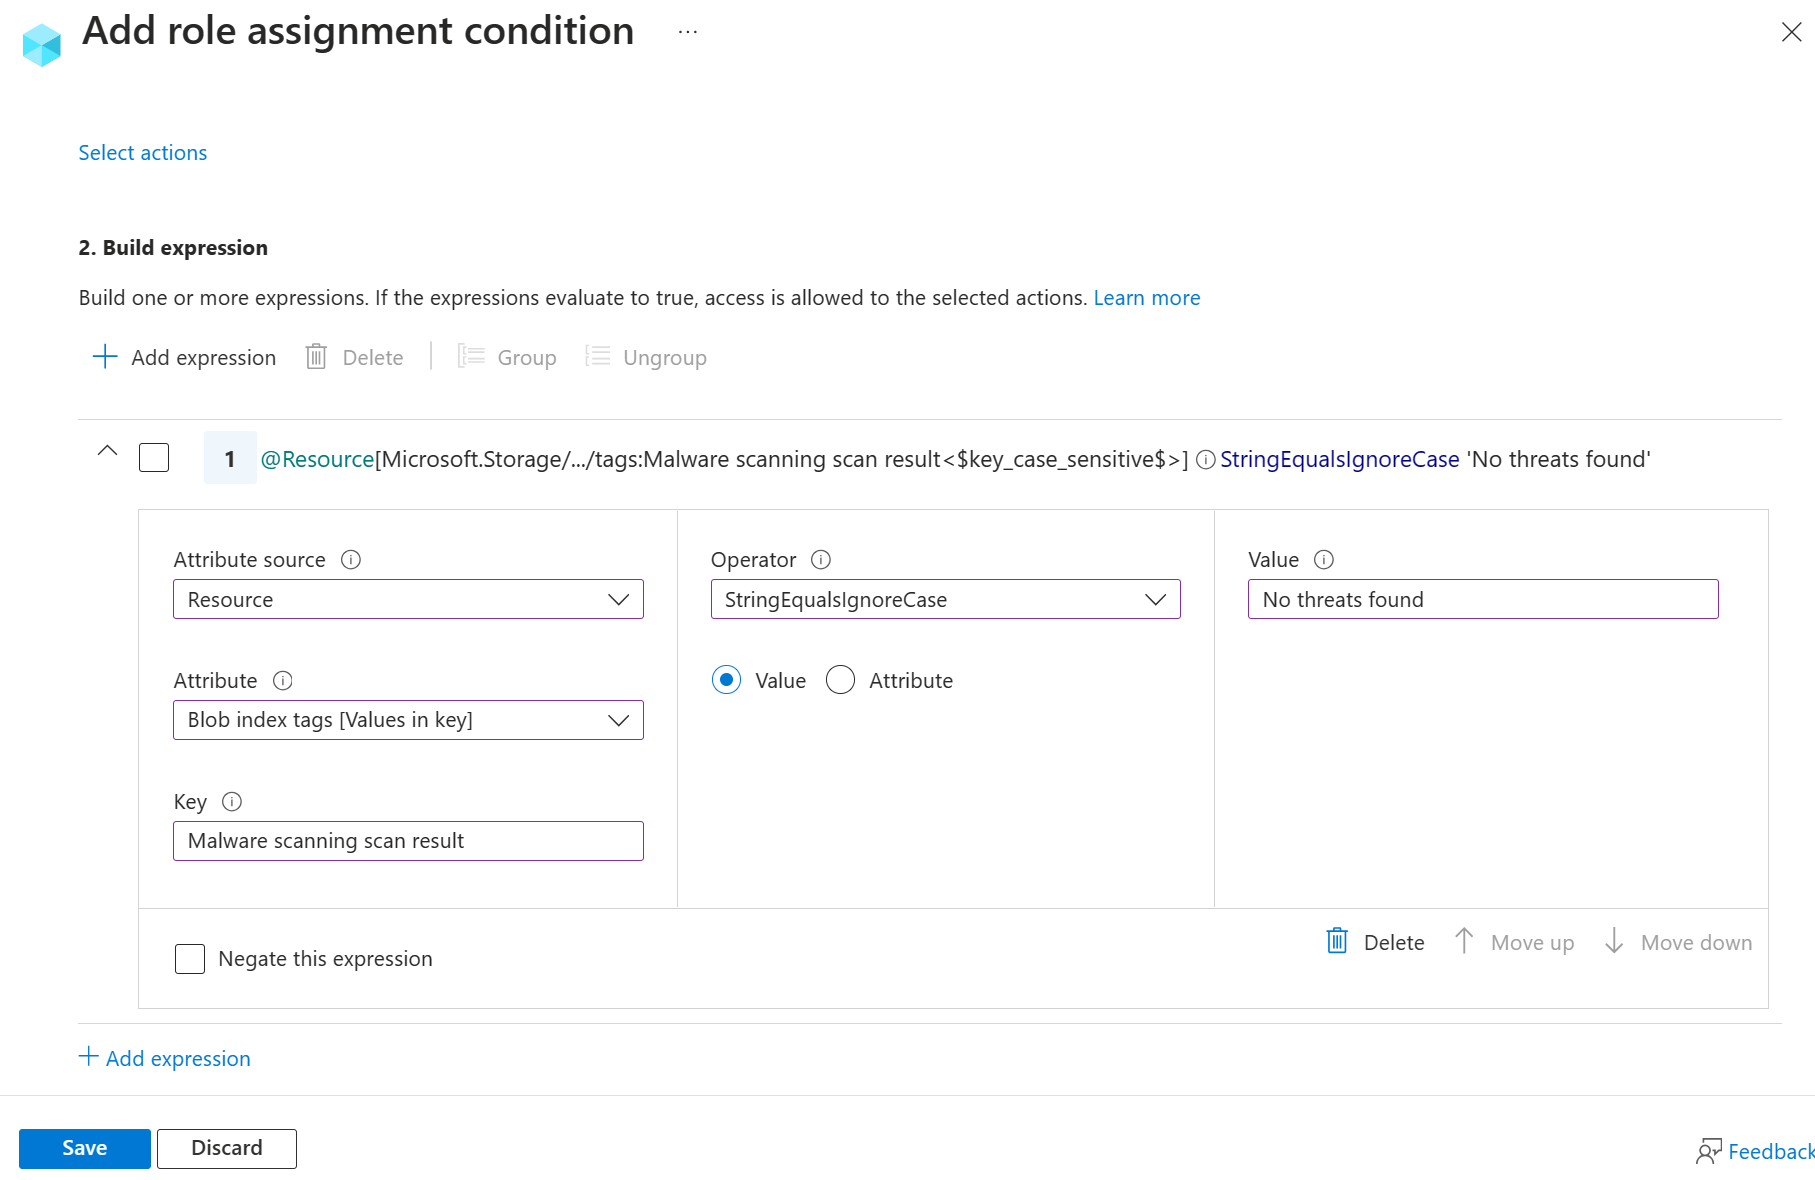 Add role assignment condition ...
Select actions
2. Build expression
Build one or more expressions. If the expressions evaluate to true, access is allowed to the selected actions. Learn more
Add expression Delete Group Ungroup
1 @Resource[Microsoft.Storage/.../tags:Malware scanning scan result<$key_case_sensitive$>] StringEqualsIgnoreCase 'No threats found'
Attribute source Operator Value
Resource StringEqualsIgnoreCase No threats found
Attribute Value Attribute
Blob index tags [Values in key]
Key
Malware scanning scan result
Negate this expression Delete Move up Move down
Add expression
Save Discard Feedback